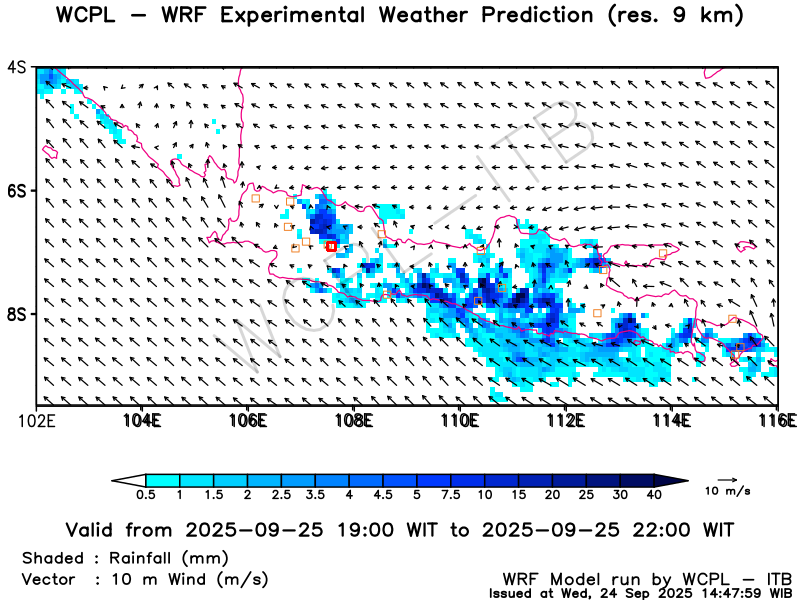 WCPL – WRF Experimental Weather Prediction (res. 9 km)
4S
6S
8S
WCPL–ITB
102E 104E 106E 108E 110E 112E 114E 116E
0.5 1 1.5 2 2.5 3.5 4 4.5 5 7.5 10 15 20 25 30 40
10 m/s
Valid from 2025–09–25 19:00 WIT to 2025–09–25 22:00 WIT
Shaded : Rainfall (mm)
Vector : 10 m Wind (m/s)
WRF Model run by WCPL – ITB
Issued at Wed, 24 Sep 2025 14:47:59 WIB